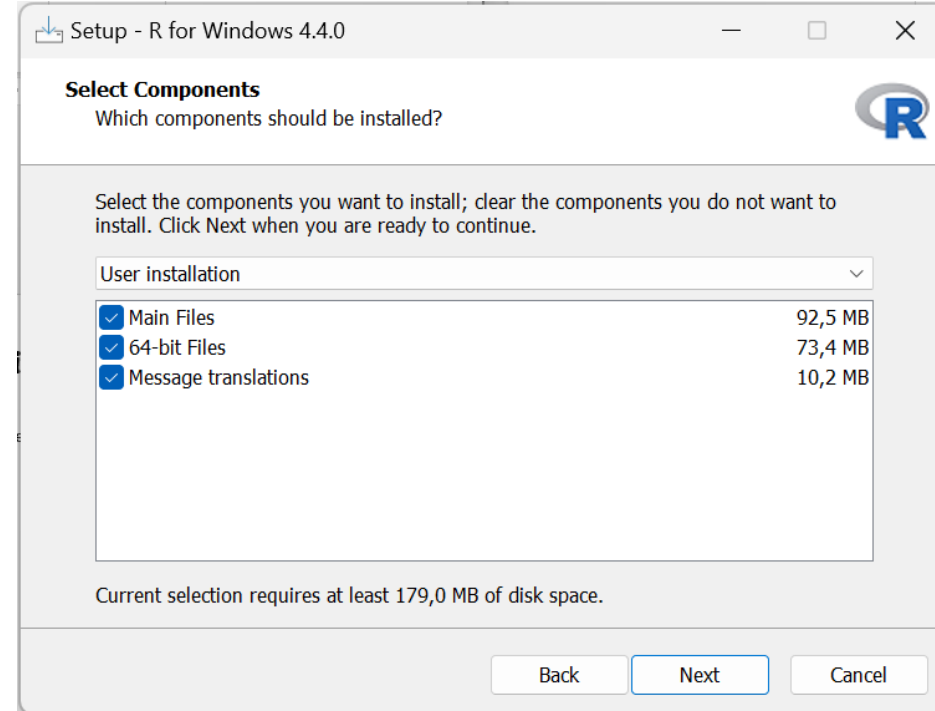 Setup - R for Windows 4.4.0
Select Components
Which components should be installed?
R
Select the components you want to install; clear the components you do not want to
install. Click Next when you are ready to continue.
User installation
Main Files 92,5 MB
64-bit Files 73,4 MB
Message translations 10,2 MB
Current selection requires at least 179,0 MB of disk space.
Back Next Cancel